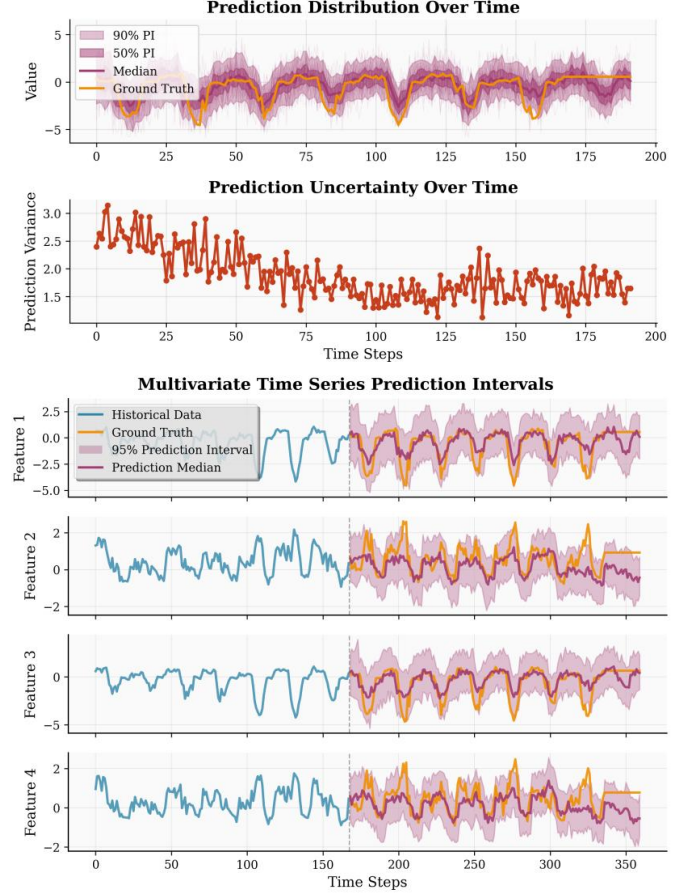 Prediction Distribution Over Time
Value
5
0
−5
90% PI
50% PI
Median
Ground Truth
0 25 50 75 100 125 150 175 200
Prediction Uncertainty Over Time
Prediction Variance
3.0
2.5
2.0
1.5
0 25 50 75 100 125 150 175 200
Time Steps
Multivariate Time Series Prediction Intervals
Feature 1
2.5
0.0
−2.5
−5.0
Historical Data
Ground Truth
95% Prediction Interval
Prediction Median
Feature 2
2
0
−2
Feature 3
0
−5
Feature 4
2
0
−2
0 50 100 150 200 250 300 350
Time Steps